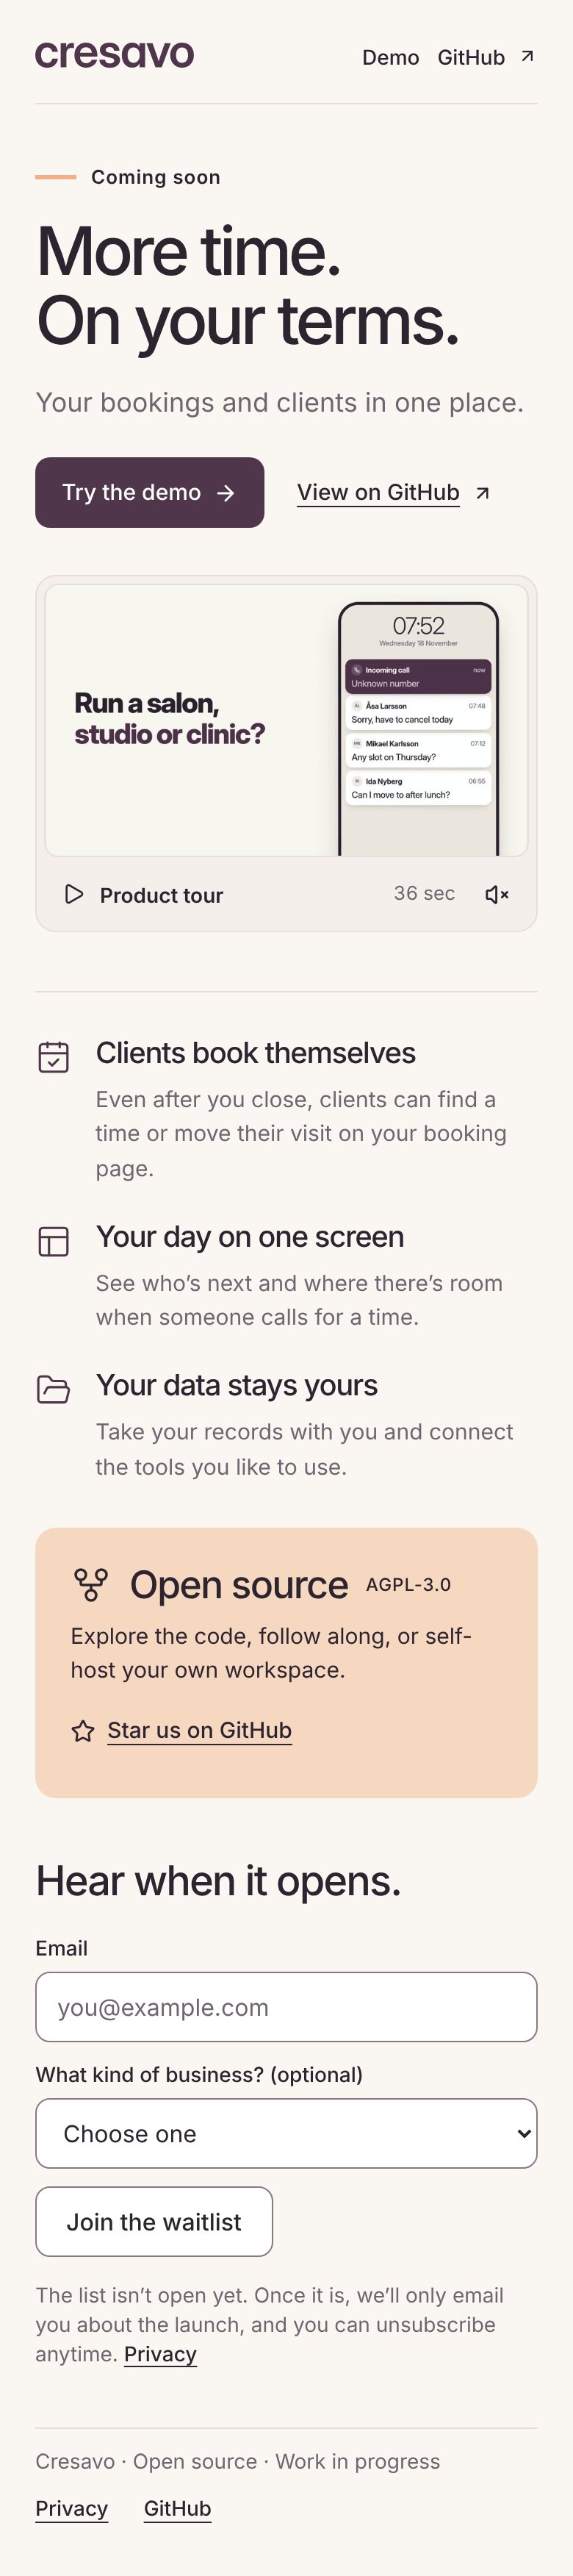 cresavo
Demo GitHub
Coming soon
More time.
On your terms.
Your bookings and clients in one place.
Try the demo
View on GitHub
Run a salon,
studio or clinic?
07:52
Wednesday 18 November
Incoming call now
Unknown number
ÅL Åsa Larsson 07:48
Sorry, have to cancel today
MK Mikael Karlsson 07:12
Any slot on Thursday?
Ida Nyberg 06:55
Can I move to after lunch?
Product tour
36 sec
Clients book themselves
Even after you close, clients can find a
time or move their visit on your booking
page.
Your day on one screen
See who’s next and where there’s room
when someone calls for a time.
Your data stays yours
Take your records with you and connect
the tools you like to use.
Open source AGPL-3.0
Explore the code, follow along, or self-
host your own workspace.
Star us on GitHub
Hear when it opens.
Email
you@example.com
What kind of business? (optional)
Choose one
Join the waitlist
The list isn’t open yet. Once it is, we’ll only email
you about the launch, and you can unsubscribe
anytime. Privacy
Cresavo · Open source · Work in progress
Privacy GitHub